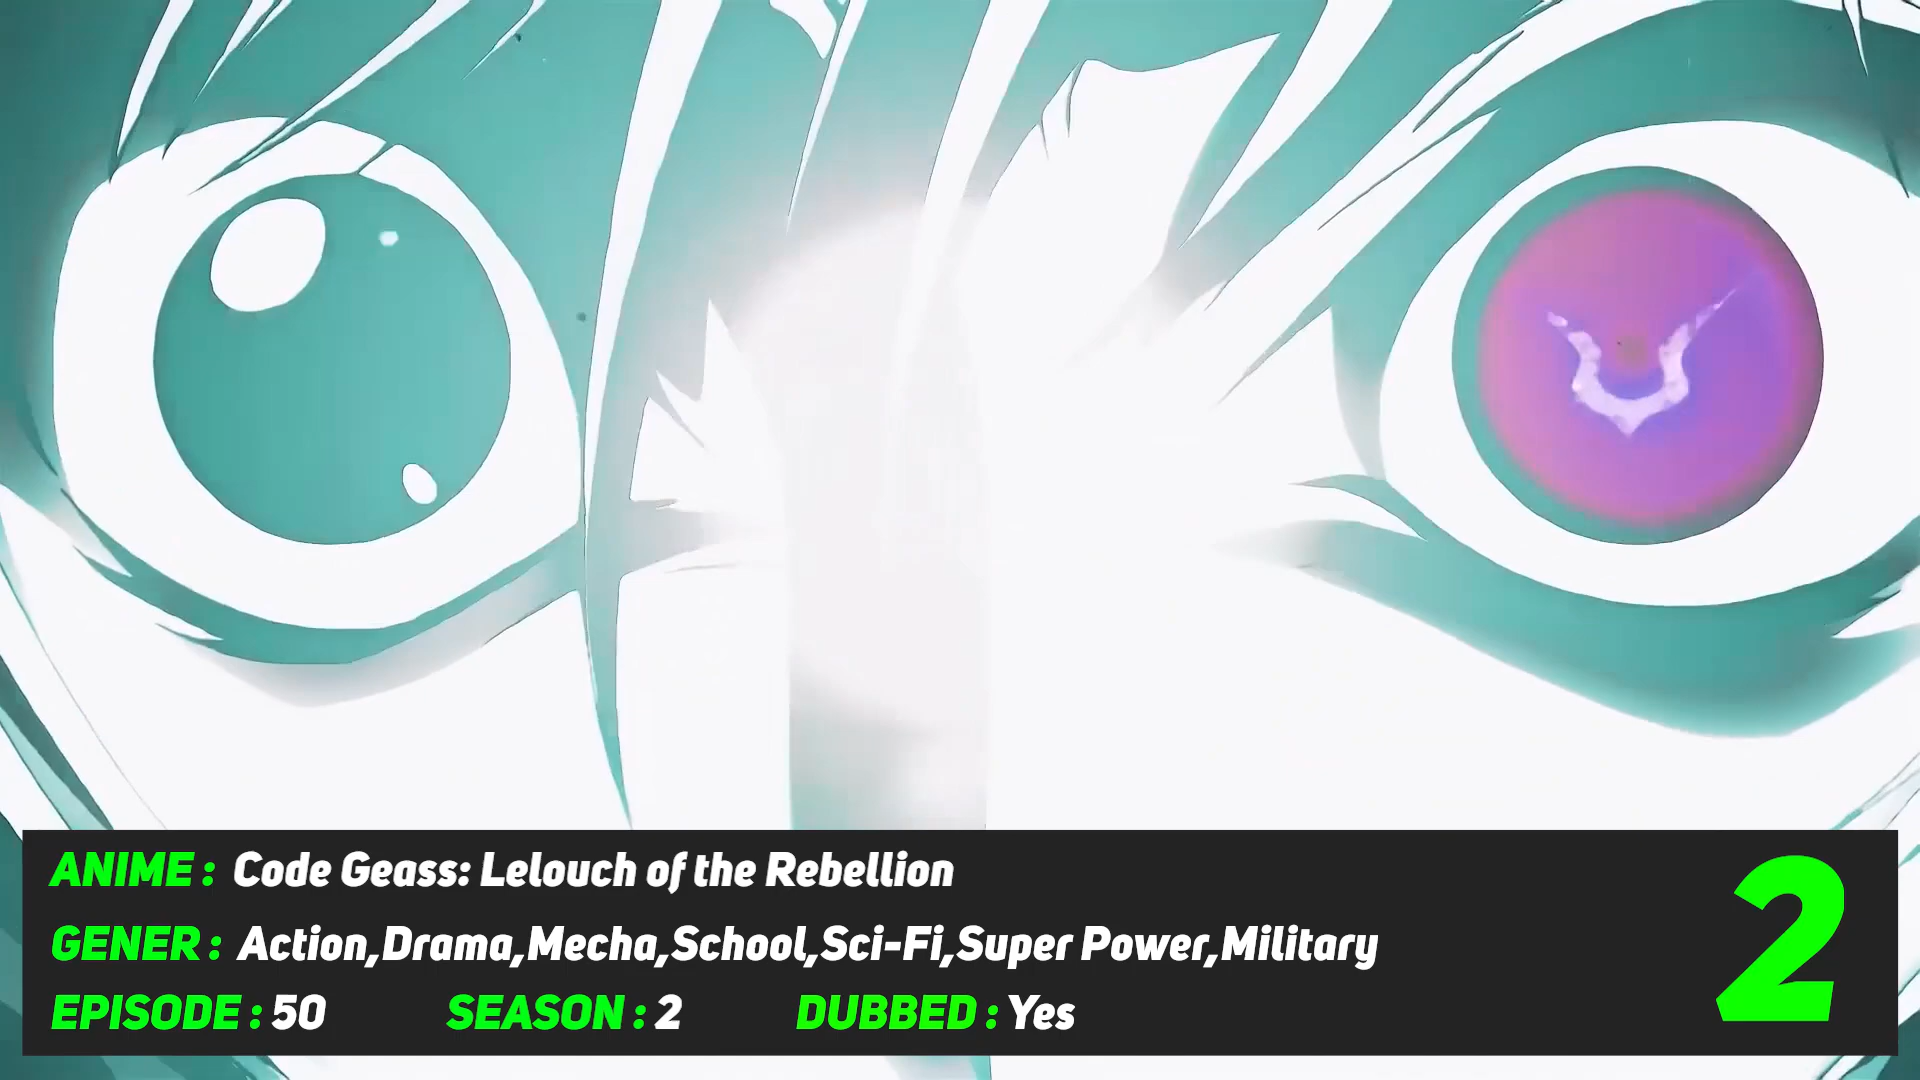 ANIME : Code Geass: Lelouch of the Rebellion
GENER : Action,Drama,Mecha,School,Sci-Fi,Super Power,Military
EPISODE : 50 SEASON : 2 DUBBED : Yes
2